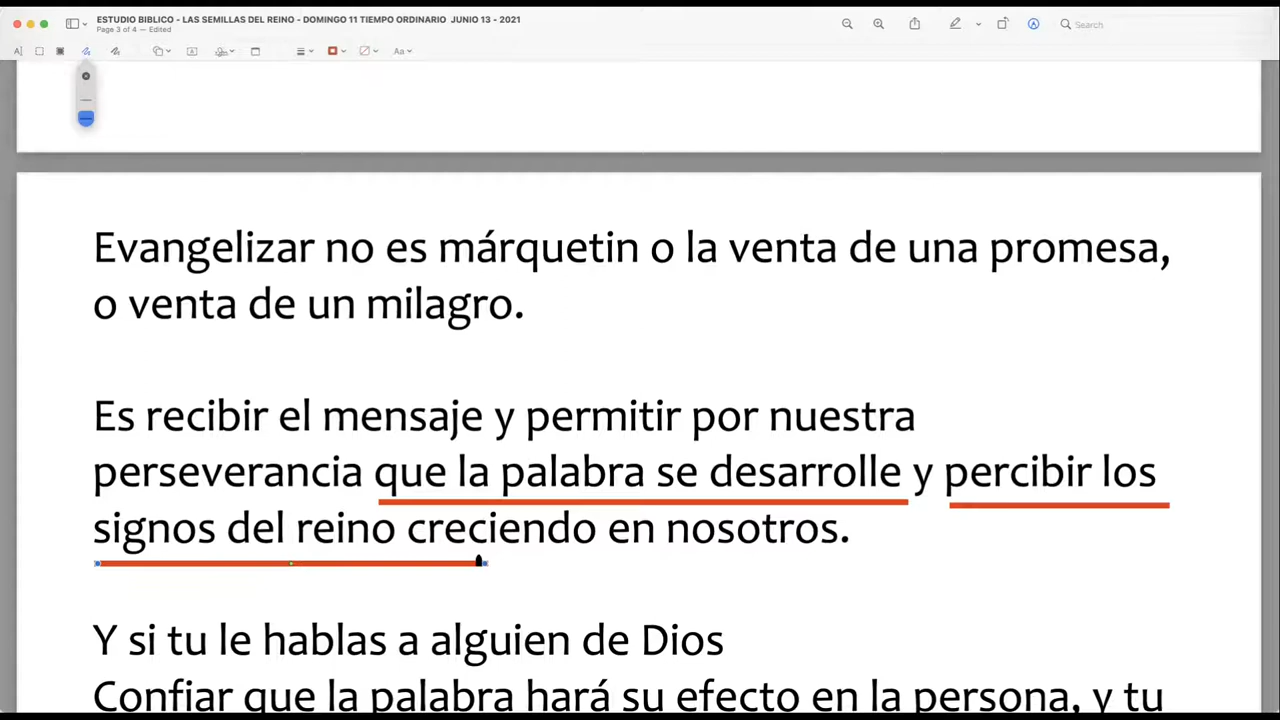 ESTUDIO BIBLICO - LAS SEMILLAS DEL REINO - DOMINGO 11 TIEMPO ORDINARIO JUNIO 13 - 2021
Page 3 of 4 — Edited
Search
Evangelizar no es márquetin o la venta de una promesa,
o venta de un milagro.
Es recibir el mensaje y permitir por nuestra
perseverancia que la palabra se desarrolle y percibir los
signos del reino creciendo en nosotros.
Y si tu le hablas a alguien de Dios
Confiar que la palabra hará su efecto en la persona, y tu